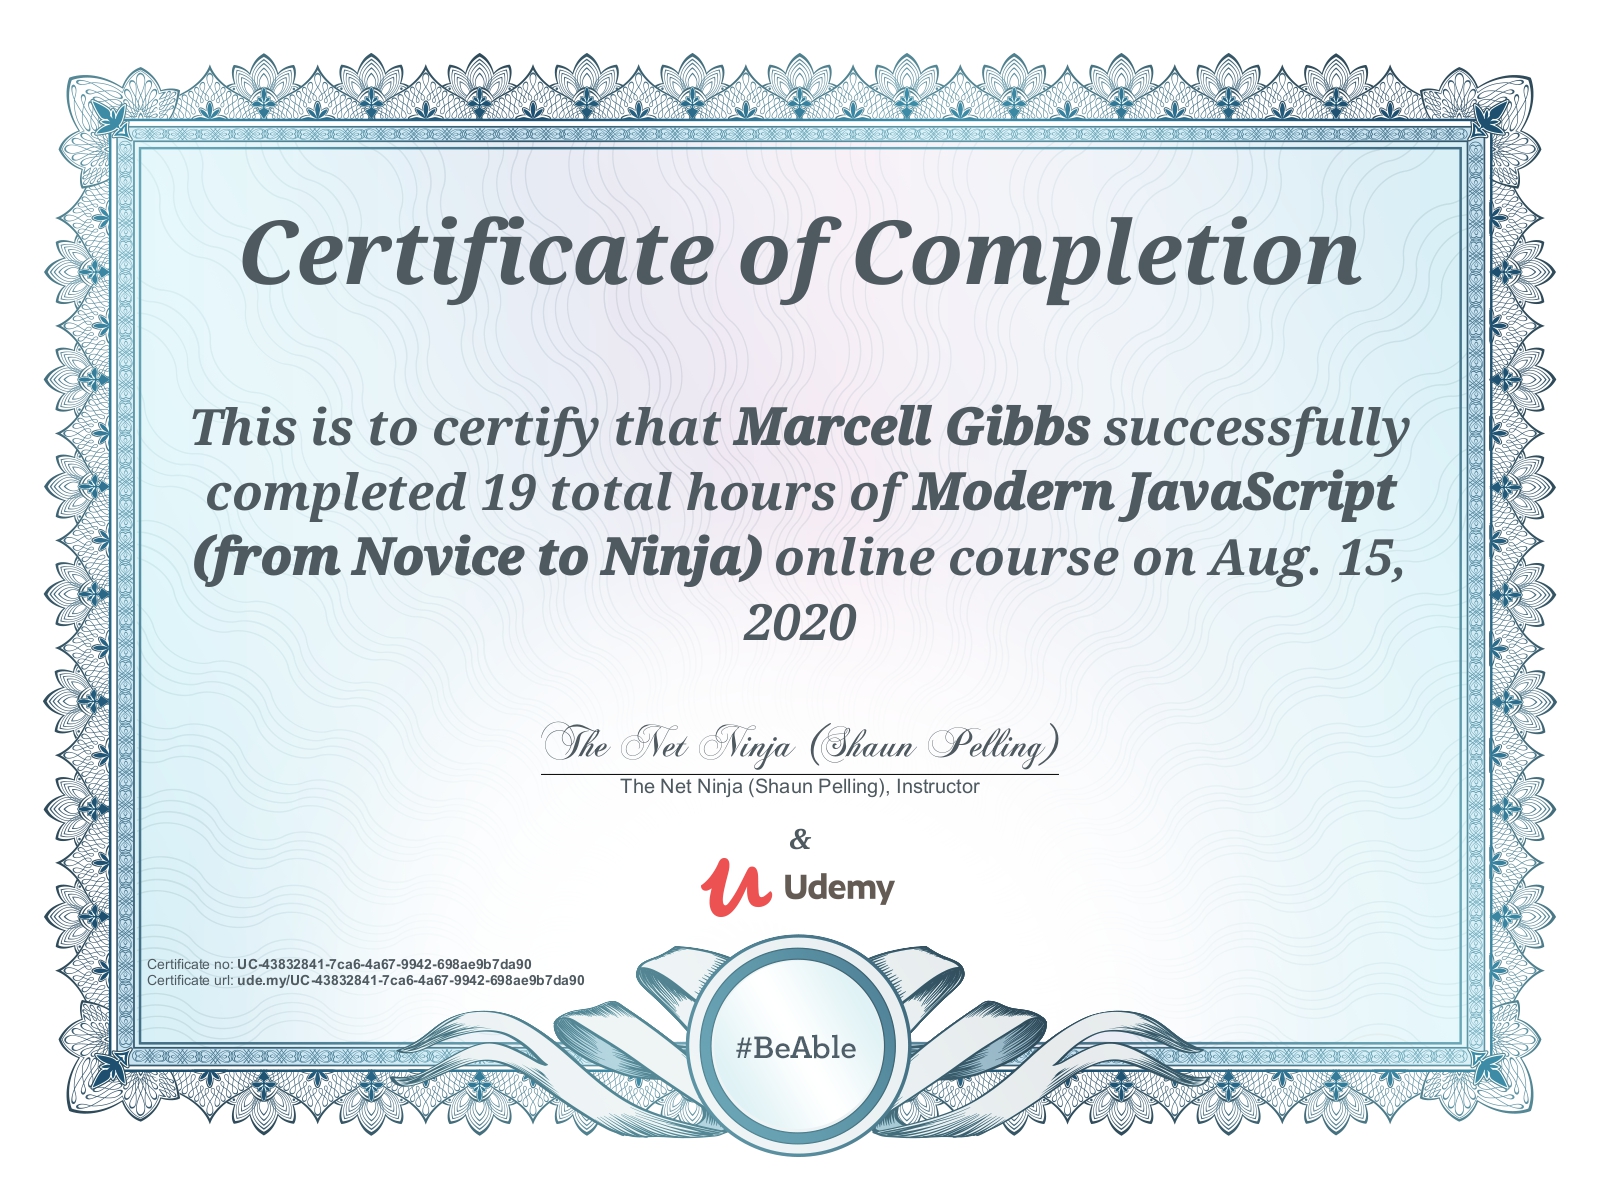 Certificate of Completion
This is to certify that Marcell Gibbs successfully
completed 19 total hours of Modern JavaScript
(from Novice to Ninja) online course on Aug. 15,
2020
The Net Ninja (Shaun Pelling)
The Net Ninja (Shaun Pelling), Instructor
&
Udemy
Certificate no: UC-43832841-7ca6-4a67-9942-698ae9b7da90
Certificate url: ude.my/UC-43832841-7ca6-4a67-9942-698ae9b7da90
#BeAble